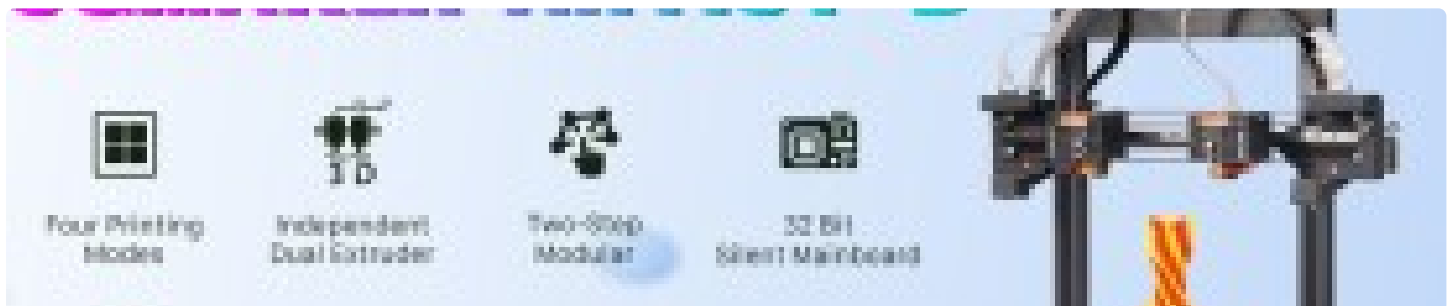 Four Printing
Modes
Independent
Dual Extruder
Two-Step
Modular
32 Bit
Silent Mainboard